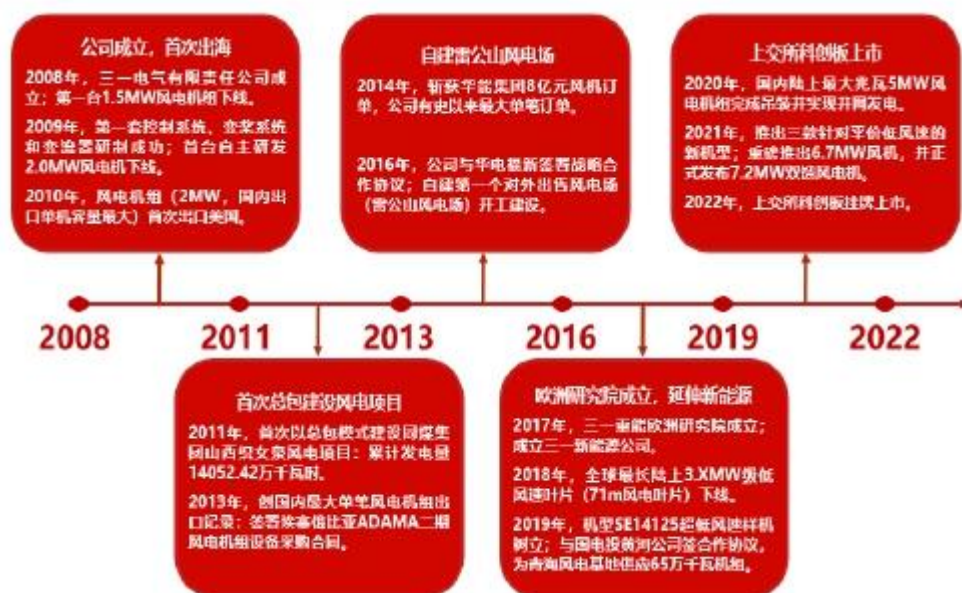 公司成立，首次出海
2008年，三一电气有限责任公司成
立；第一台1.5MW风电机组下线。
2009年，第一套控制系统、变桨系统
和变流器研制成功；首台自主研发
2.0MW风电机下线。
2010年，风电机组（2MW，国内出
口单机容量最大）首次出口美国。
自建雷公山风电场
2014年，斩获华能集团8亿元风机订
单，公司有史以来最大单笔订单。
2016年，公司与华电福新签署战略合
作协议；自建第一个对外出售风电场
（雷公山风电场）开工建设。
上交所科创板上市
2020年，国内陆上最大兆瓦5MW风
电机组完成吊装并实现并网发电。
2021年，推出三款针对平价低风速的
新机型；重磅推出6.7MW风机，并正
式发布7.2MW双馈风电机。
2022年，上交所科创板挂牌上市。
2008
2011
2013
2016
2019
2022
首次总包建设风电项目
2011年，首次以总包模式建设同煤集
团山西织女泉风电项目：累计发电量
14052.42万千瓦时。
2013年，创国内最大单笔风电机组出
口记录；签署埃塞俄比亚ADAMA二期
风电机组设备采购合同。
欧洲研究院成立，延伸新能源
2017年，三一重能欧洲研究院成立；
成立三一新能源公司。
2018年，全球最长陆上3.XMW级低
风速叶片（71m风电叶片）下线。
2019年，机型SE14125超低风速样机
树立；与国电投黄河公司签合作协议，
为青海风电基地供应65万千瓦机组。